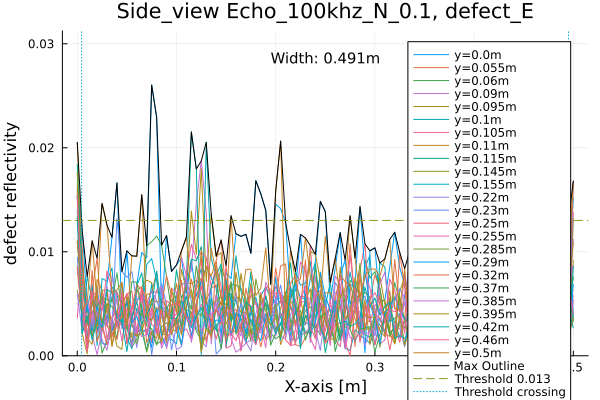 Side_view Echo_100khz_N_0.1, defect_E
0.03
Width: 0.491m
0.02
0.01
0.00
defect reflectivity
0.0
0.1
0.2
0.3
.5
X-axis [m]
y=0.0m
y=0.055m
y=0.06m
y=0.09m
y=0.095m
y=0.1m
y=0.105m
y=0.11m
y=0.115m
y=0.145m
y=0.155m
y=0.22m
y=0.23m
y=0.25m
y=0.255m
y=0.285m
y=0.29m
y=0.32m
y=0.37m
y=0.385m
y=0.395m
y=0.42m
y=0.46m
y=0.5m
Max Outline
Threshold 0.013
Threshold crossing